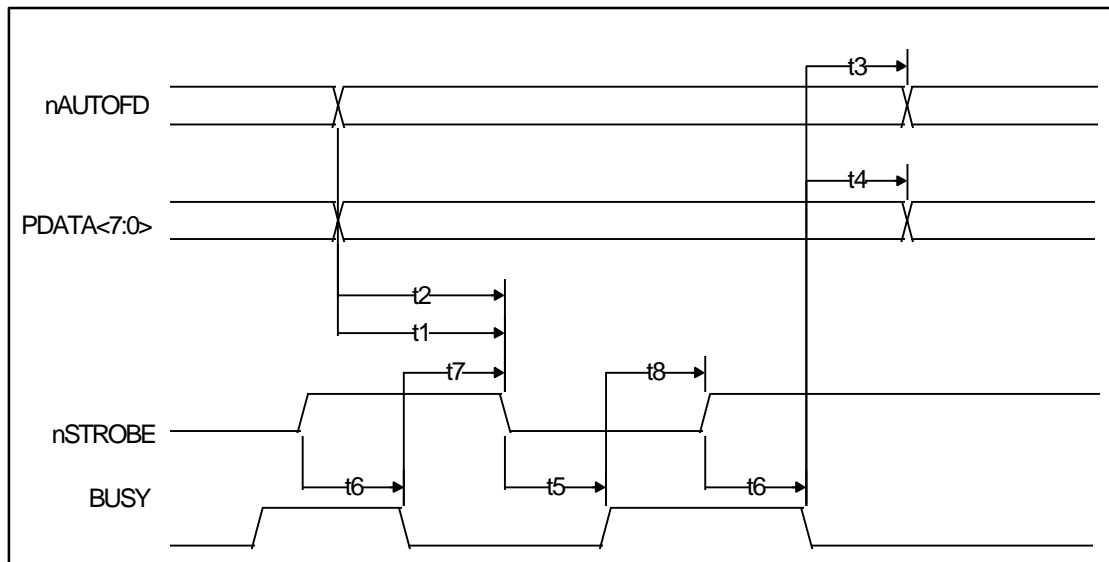 t3
nAUTOFD
t4
PDATA<7:0>
t2
t1
t7
t8
nSTROBE
t6
t5
t6
BUSY